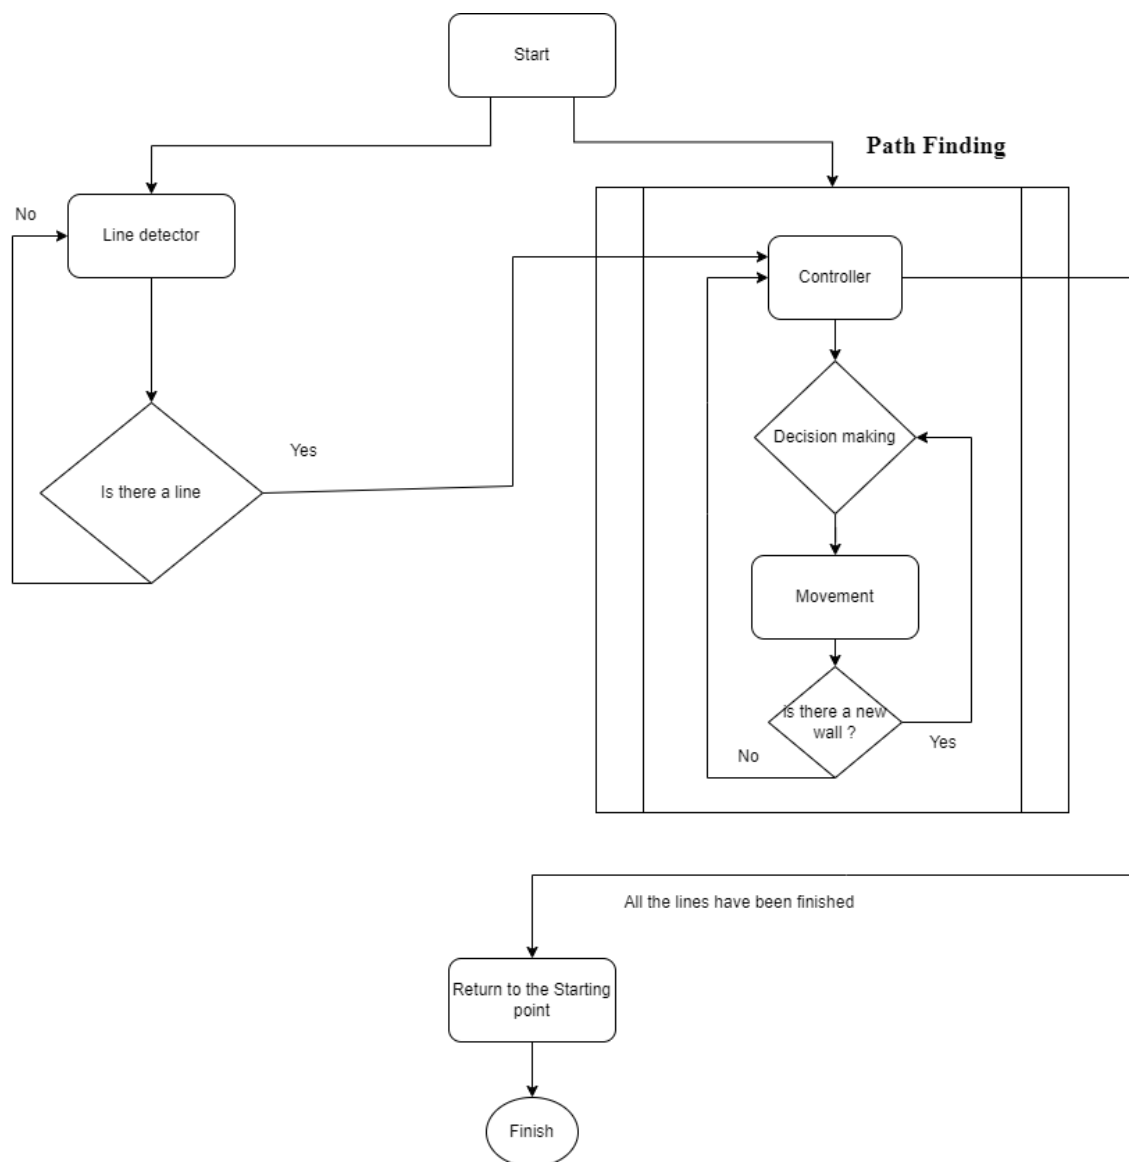 Start
Path Finding
No
Line detector
Controller
Decision making
Yes
Is there a line
Movement
is there a new
wall ?
Yes
No
All the lines have been finished
Return to the Starting
point
Finish